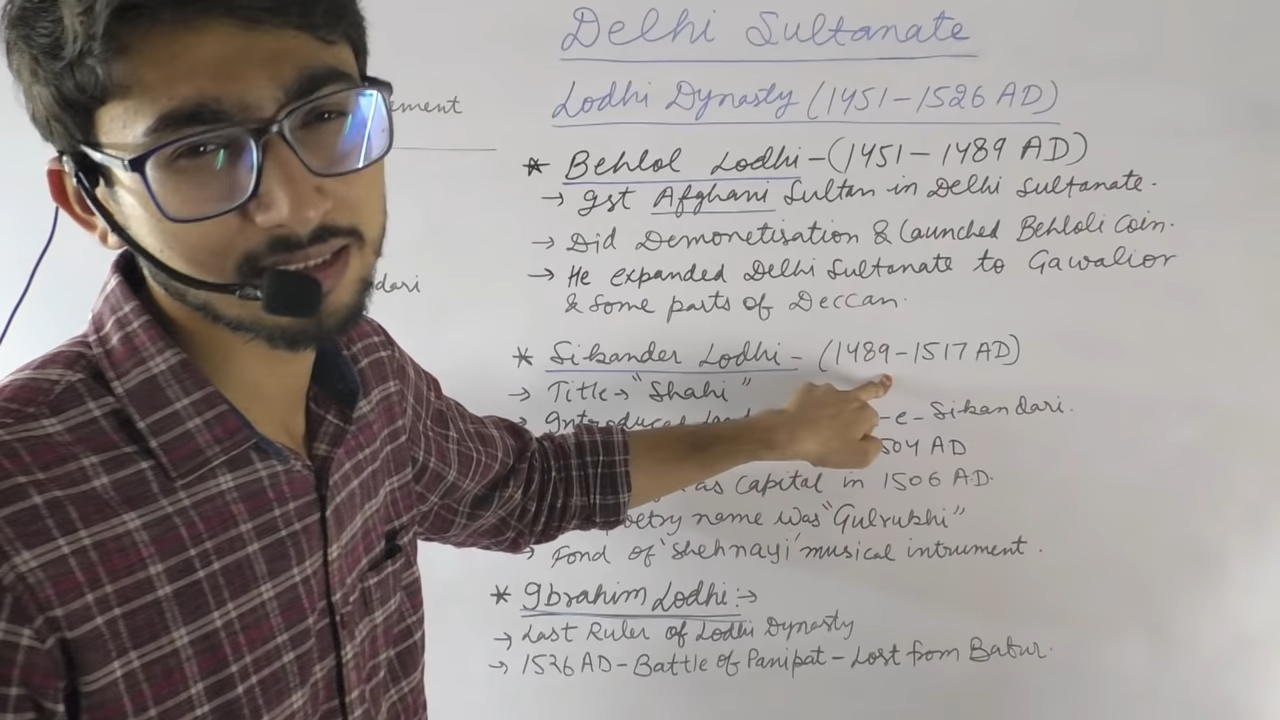 Delhi Sultanate
Lodhi Dynasty (1451-1526 AD)
* Behlol Lodhi-(1451-1489 AD)
→ Ist Afghani Sultan in Delhi Sultanate.
→ Did Demonetisation & Launched Behloli Coin.
→ He expanded Delhi Sultanate to Gawalior
& Some parts of Deccan.
* Sikander Lodhi - (1489-1517 AD)
→ Title→"Shahi"
→ Introduced -e-Sikandari.
504 AD
as Capital in 1506 AD.
oetry name was "Gulrukhi"
→ Fond of 'Shehnayi' musical intrument.
* Ibrahim Lodhi:→
→ Last Ruler of Lodhi Dynasty
→ 1526 AD-Battle of Panipat-Lost from Babur.
ement
dari